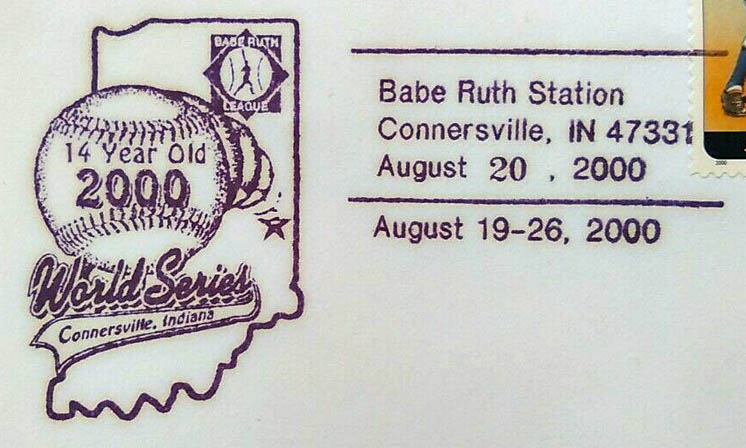 BABE RUTH
LEAGUE
14 Year Old
2000
World Series
Connersville, Indiana
Babe Ruth Station
Connersville, IN 47331
August 20, 2000
August 19-26, 2000
2000